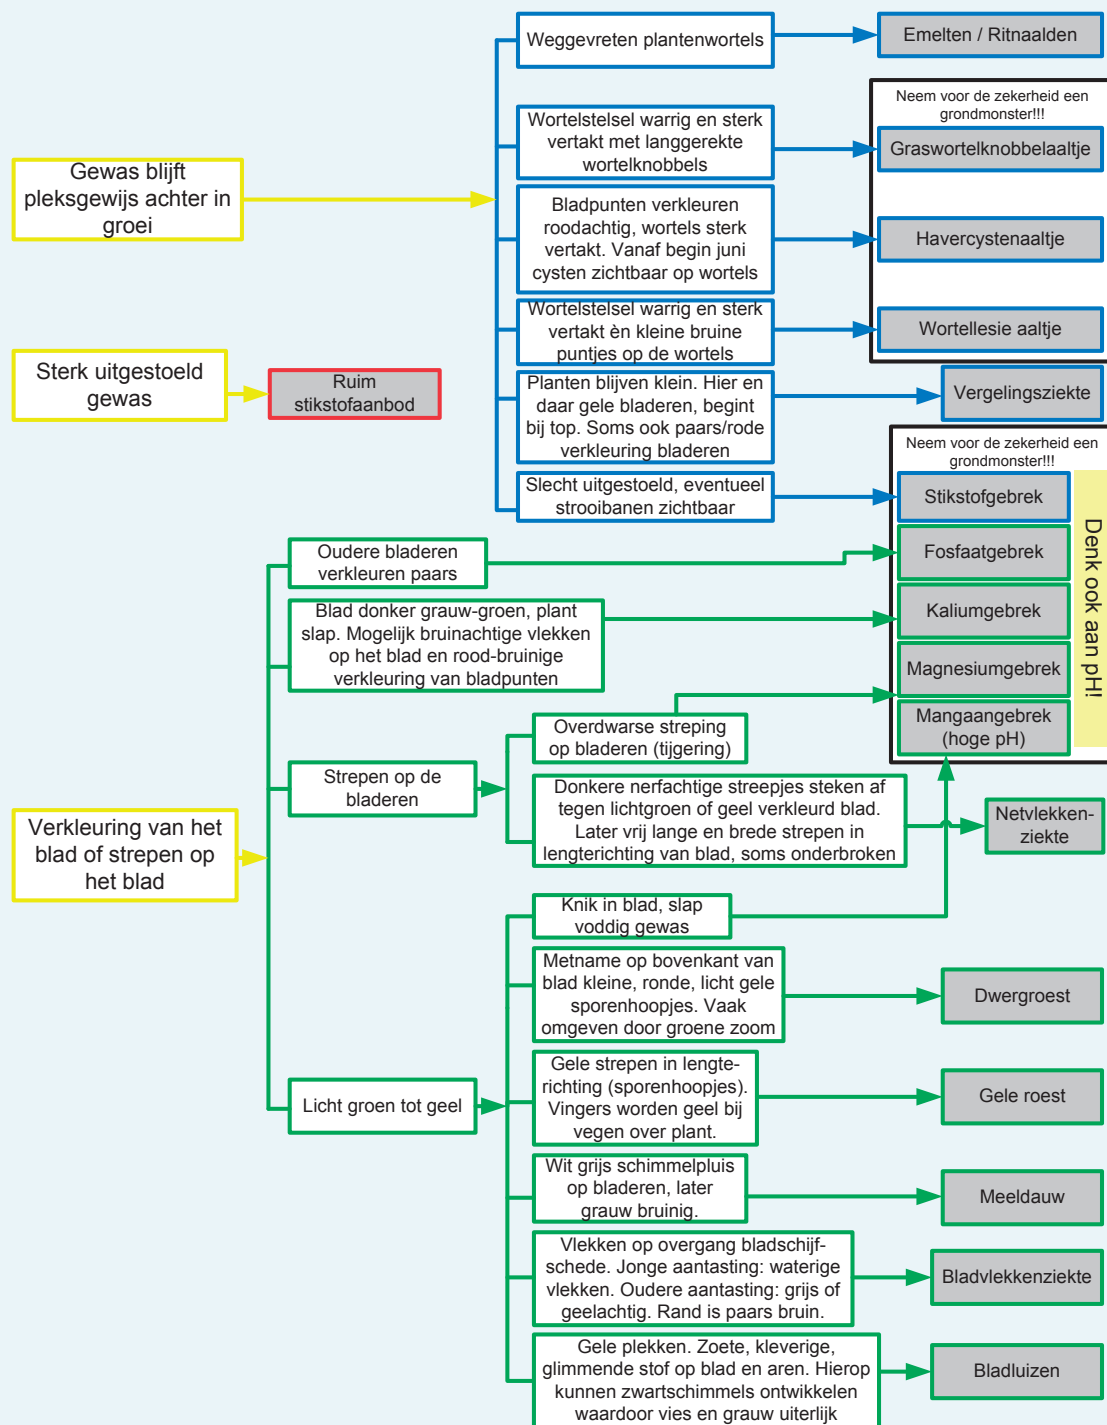 Weggevreten plantenwortels
Emelten / Ritnaalden
Neem voor de zekerheid een
grondmonster!!!
Wortelstelsel warrig en sterk
vertakt met langgerekte
wortelknobbels
Graswortelknobbelaaltje
Gewas blijft
pleksgewijs achter in
groei
Bladpunten verkleuren
roodachtig, wortels sterk
vertakt. Vanaf begin juni
cysten zichtbaar op wortels
Havercystenaaltje
Wortelstelsel warrig en sterk
vertakt èn kleine bruine
puntjes op de wortels
Wortellesie aaltje
Sterk uitgestoeld
gewas
Ruim
stikstofaanbod
Planten blijven klein. Hier en
daar gele bladeren, begint
bij top. Soms ook paars/rode
verkleuring bladeren
Vergelingsziekte
Neem voor de zekerheid een
grondmonster!!!
Slecht uitgestoeld, eventueel
strooibanen zichtbaar
Stikstofgebrek
Denk ook aan pH!
Oudere bladeren
verkleuren paars
Fosfaatgebrek
Blad donker grauw-groen, plant
slap. Mogelijk bruinachtige vlekken
op het blad en rood-bruinige
verkleuring van bladpunten
Kaliumgebrek
Magnesiumgebrek
Mangaangebrek
(hoge pH)
Overdwarse streping
op bladeren (tijgering)
Strepen op de
bladeren
Donkere nerfachtige streepjes steken af
tegen lichtgroen of geel verkleurd blad.
Later vrij lange en brede strepen in
lengterichting van blad, soms onderbroken
Netvlekken-
ziekte
Verkleuring van het
blad of strepen op
het blad
Knik in blad, slap
voddig gewas
Metname op bovenkant van
blad kleine, ronde, licht gele
sporenhoopjes. Vaak
omgeven door groene zoom
Dwergroest
Licht groen tot geel
Gele strepen in lengte-
richting (sporenhoopjes).
Vingers worden geel bij
vegen over plant.
Gele roest
Wit grijs schimmelpluis
op bladeren, later
grauw bruinig.
Meeldauw
Vlekken op overgang bladschijf-
schede. Jonge aantasting: waterige
vlekken. Oudere aantasting: grijs of
geelachtig. Rand is paars bruin.
Bladvlekkenziekte
Gele plekken. Zoete, kleverige,
glimmende stof op blad en aren. Hierop
kunnen zwartschimmels ontwikkelen
waardoor vies en grauw uiterlijk
Bladluizen